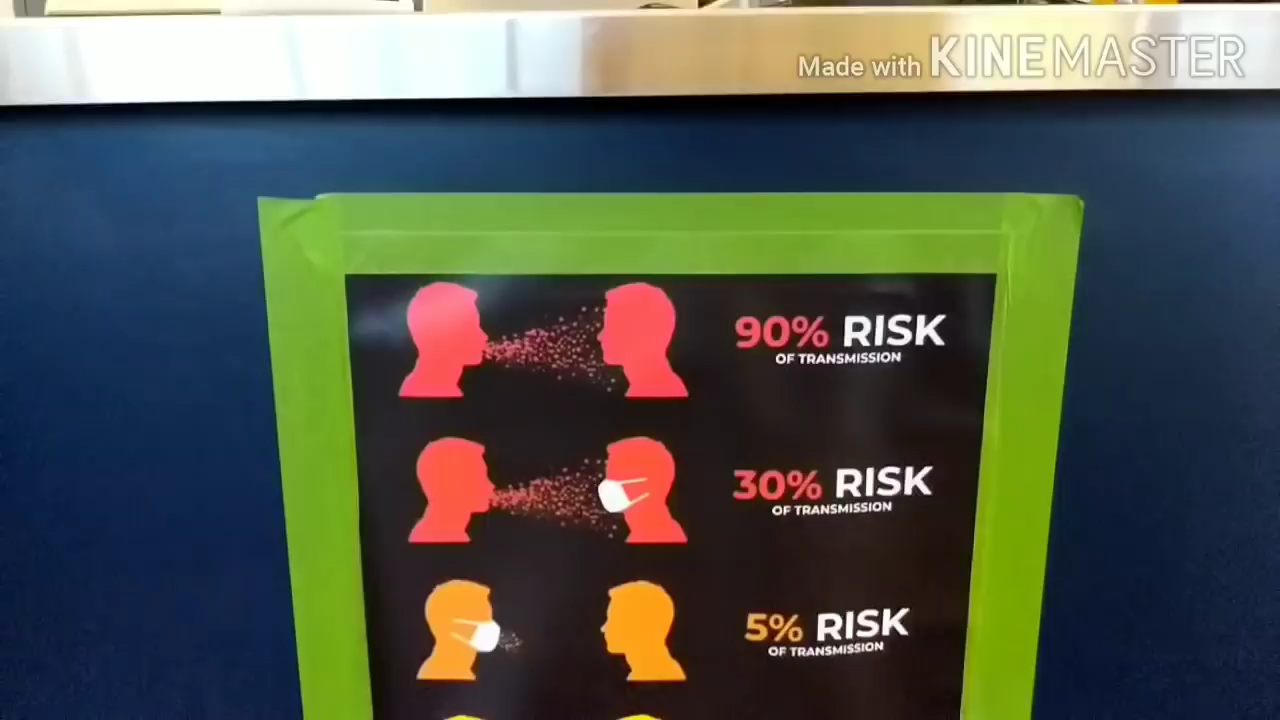 Made with KINEMASTER
90% RISK
OF TRANSMISSION
30% RISK
OF TRANSMISSION
5% RISK
OF TRANSMISSION